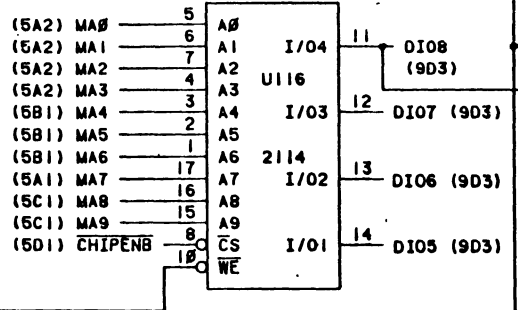 (5A2) MAØ 5 AØ
(5A2) MA1 6 A1 I/O4 11 DIO8
(5A2) MA2 7 A2 (9D3)
(5A2) MA3 4 A3 U116
(5B1) MA4 3 A4 I/O3 12 DIO7 (9D3)
(5B1) MA5 2 A5
(5B1) MA6 1 A6 2114
(5A1) MA7 17 A7 I/O2 13 DIO6 (9D3)
(5C1) MA8 16 A8
(5C1) MA9 15 A9
(5D1) CHIPENB 8 CS I/O1 14 DIO5 (9D3)
1Ø WE